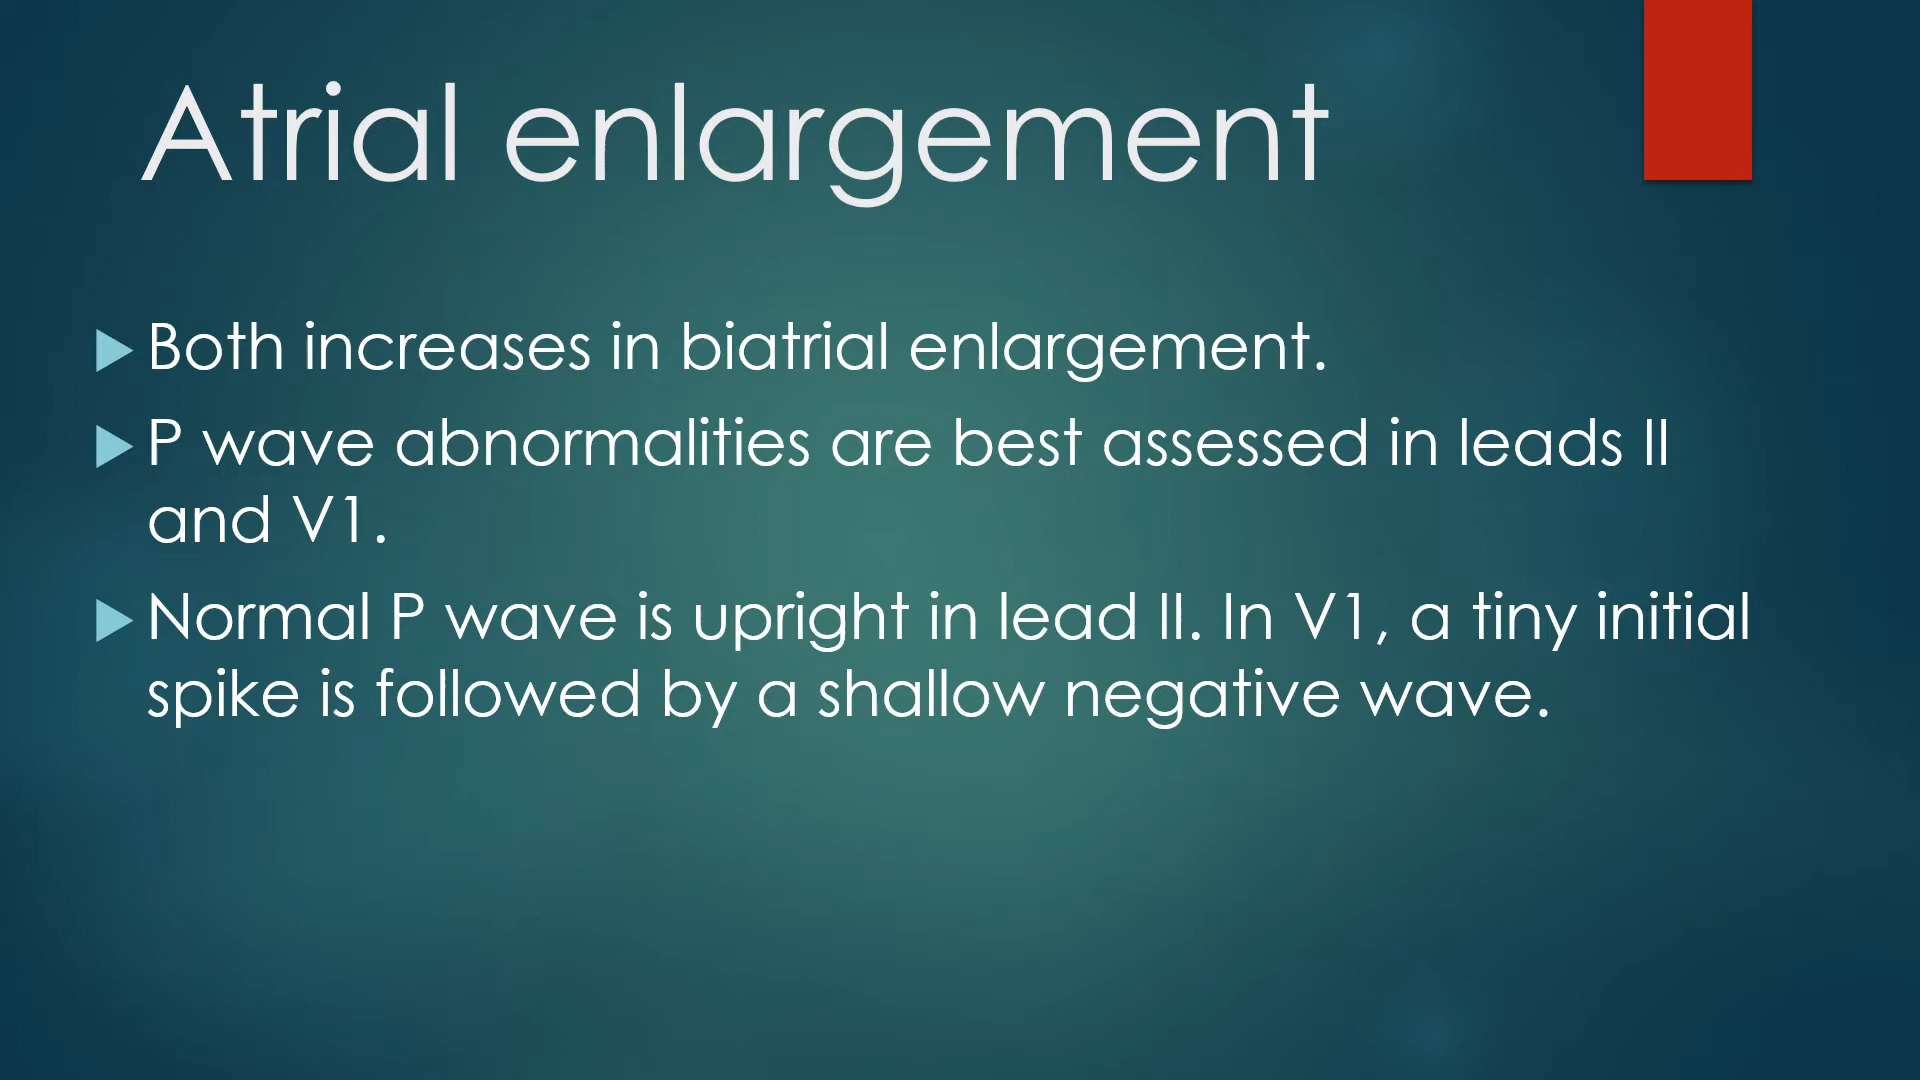 Atrial enlargement
Both increases in biatrial enlargement.
P wave abnormalities are best assessed in leads II
and V1.
Normal P wave is upright in lead II. In V1, a tiny initial
spike is followed by a shallow negative wave.